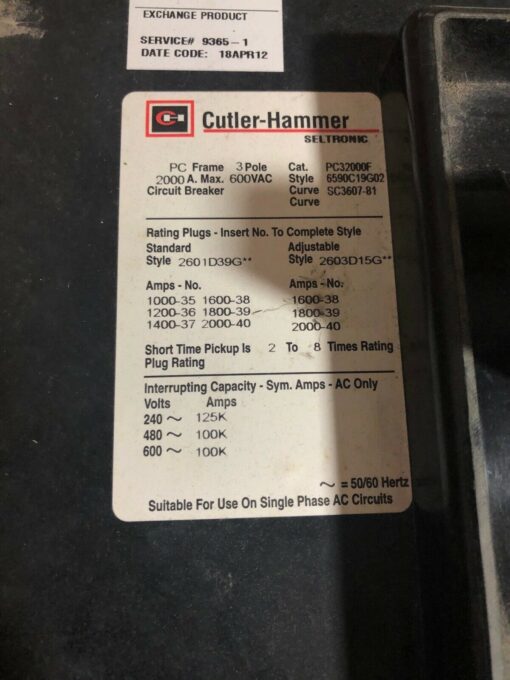 EXCHANGE PRODUCT
SERVICE# 9365-1
DATE CODE: 18APR12
CH Cutler-Hammer
SELTRONIC
PC Frame 3 Pole Cat. PC32000F
2000 A. Max. 600VAC Style 6590C19G02
Circuit Breaker Curve SC3607-81
Curve
Rating Plugs - Insert No. To Complete Style
Standard Adjustable
Style 2601D39G** Style 2603D15G**
Amps - No. Amps - No.
1000-35 1600-38 1600-38
1200-36 1800-39 1800-39
1400-37 2000-40 2000-40
Short Time Pickup Is 2 To 8 Times Rating
Plug Rating
Interrupting Capacity - Sym. Amps - AC Only
Volts Amps
240 ~ 125K
480 ~ 100K
600 ~ 100K
~ = 50/60 Hertz
Suitable For Use On Single Phase AC Circuits